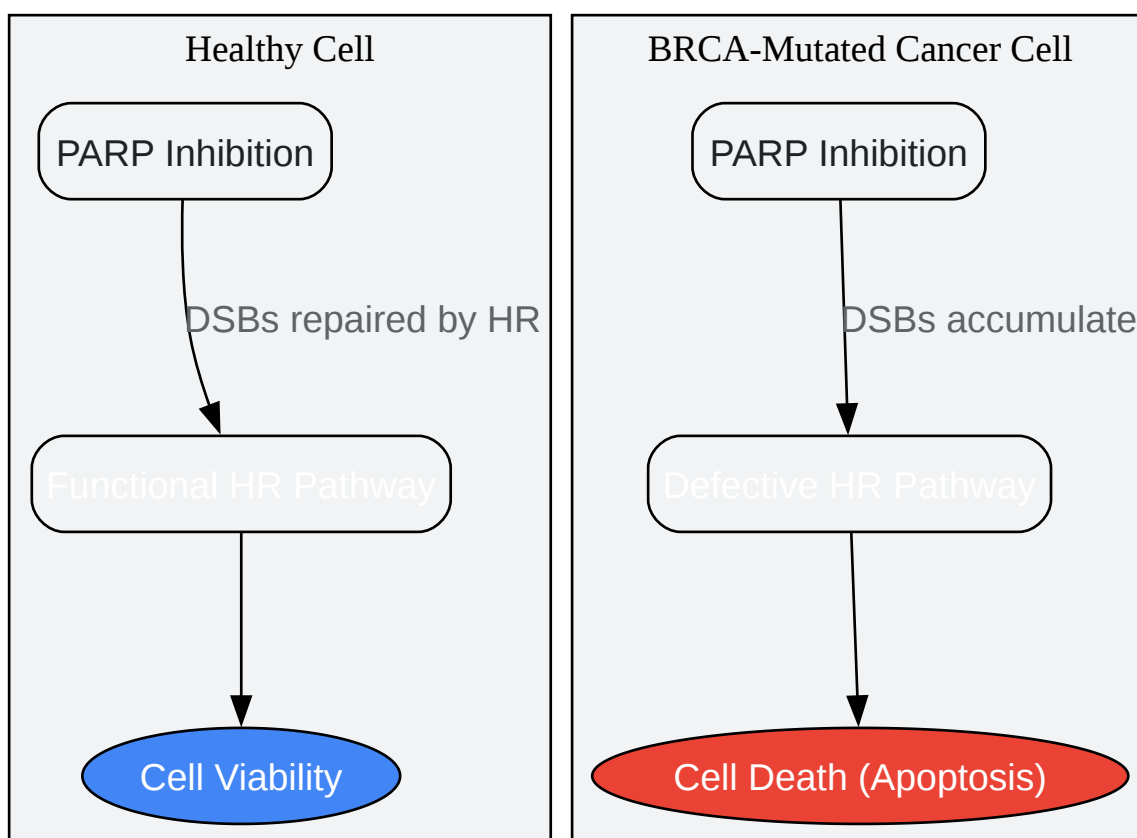 Healthy Cell
PARP Inhibition
DSBs repaired by HR
Functional HR Pathway
Cell Viability
BRCA-Mutated Cancer Cell
PARP Inhibition
DSBs accumulate
Defective HR Pathway
Cell Death (Apoptosis)